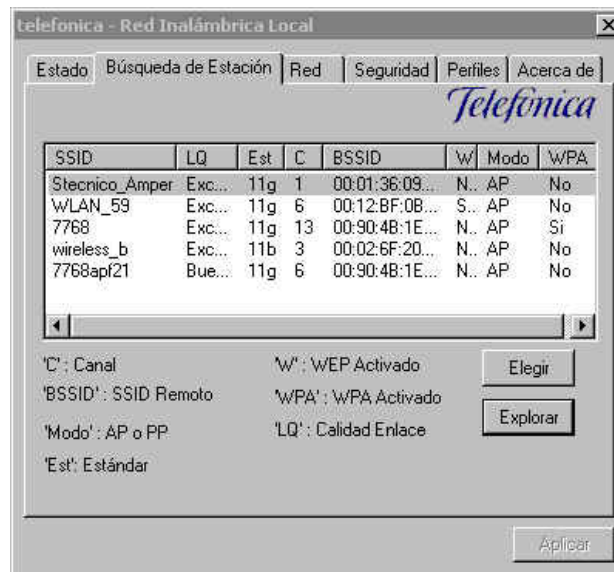 telefonica - Red Inalámbrica Local
Estado Búsqueda de Estación Red Seguridad Perfiles Acerca de
Telefónica
SSID LQ Est C BSSID W Modo WPA
Stecnico_Amper Exc... 11g 1 00:01:36:09... N.. AP No
WLAN_59 Exc... 11g 6 00:12:BF:0B... S.. AP No
7768 Exc... 11g 13 00:90:4B:1E... N.. AP Si
wireless_b Exc... 11b 3 00:02:6F:20... N.. AP No
7768apf21 Bue... 11g 6 00:90:4B:1E... N.. AP No
'C' : Canal 'W' : WEP Activado Elegir
'BSSID' : SSID Remoto 'WPA' : WPA Activado Explorar
'Modo' : AP o PP 'LQ' : Calidad Enlace
'Est': Estándar
Aplicar